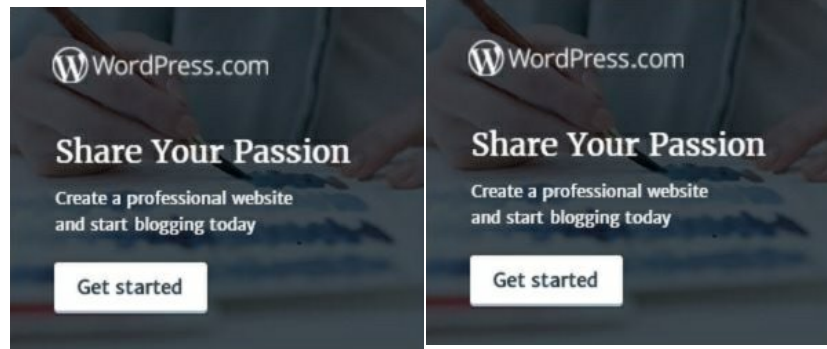 WordPress.com
Share Your Passion
Create a professional website
and start blogging today
Get started
WordPress.com
Share Your Passion
Create a professional website
and start blogging today
Get started